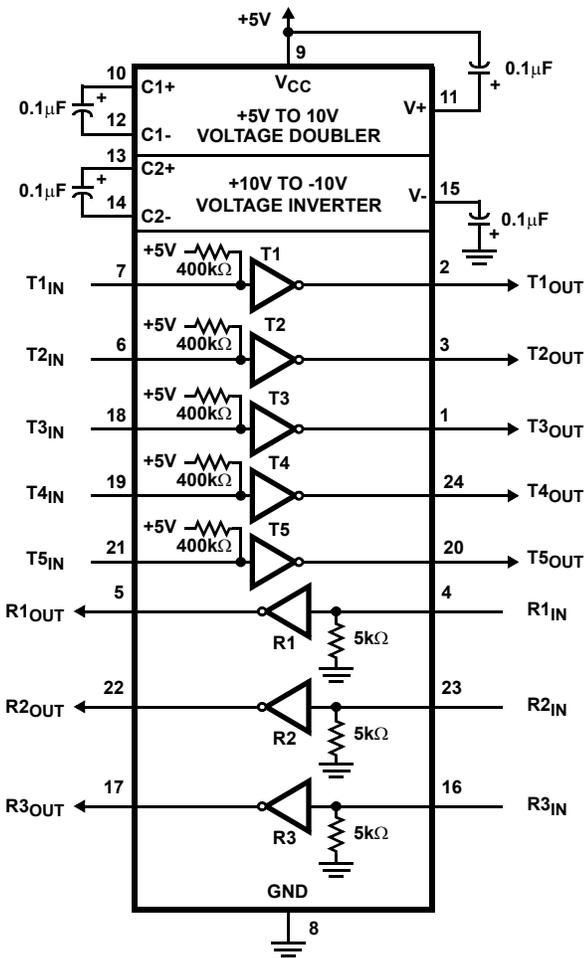 +5V
9
VCC
10
C1+
+
0.1μF
12
C1-
+5V TO 10V
VOLTAGE DOUBLER
V+
11
+
0.1μF
13
C2+
+
0.1μF
14
C2-
+10V TO -10V
VOLTAGE INVERTER
V-
15
+
0.1μF
T1IN
7
+5V
400kΩ
T1
2
T1OUT
T2IN
6
+5V
400kΩ
T2
3
T2OUT
T3IN
18
+5V
400kΩ
T3
1
T3OUT
T4IN
19
+5V
400kΩ
T4
24
T4OUT
T5IN
21
+5V
400kΩ
T5
20
T5OUT
R1OUT
5
R1
5kΩ
4
R1IN
R2OUT
22
R2
5kΩ
23
R2IN
R3OUT
17
R3
5kΩ
16
R3IN
GND
8